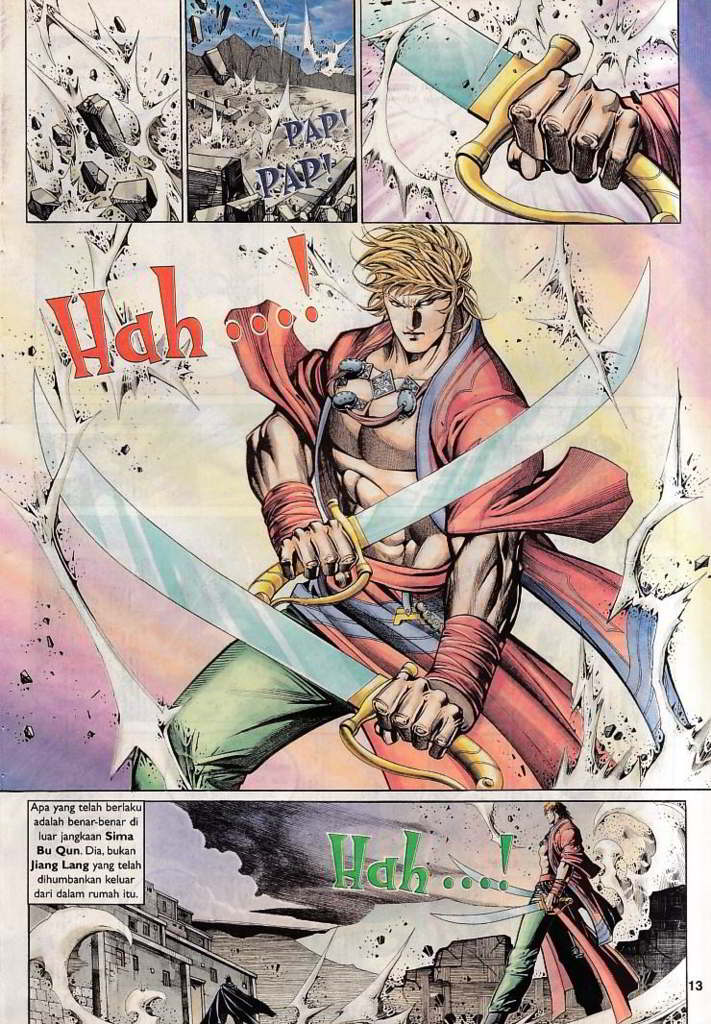 PAP!
PAP!
Hah....!
Apa yang telah berlaku
adalah benar-benar di
luar jangkaan Sima
Bu Qun. Dia, bukan
Jiang Lang yang telah
dihumbankan keluar
dari dalam rumah itu.
Hah....!
13